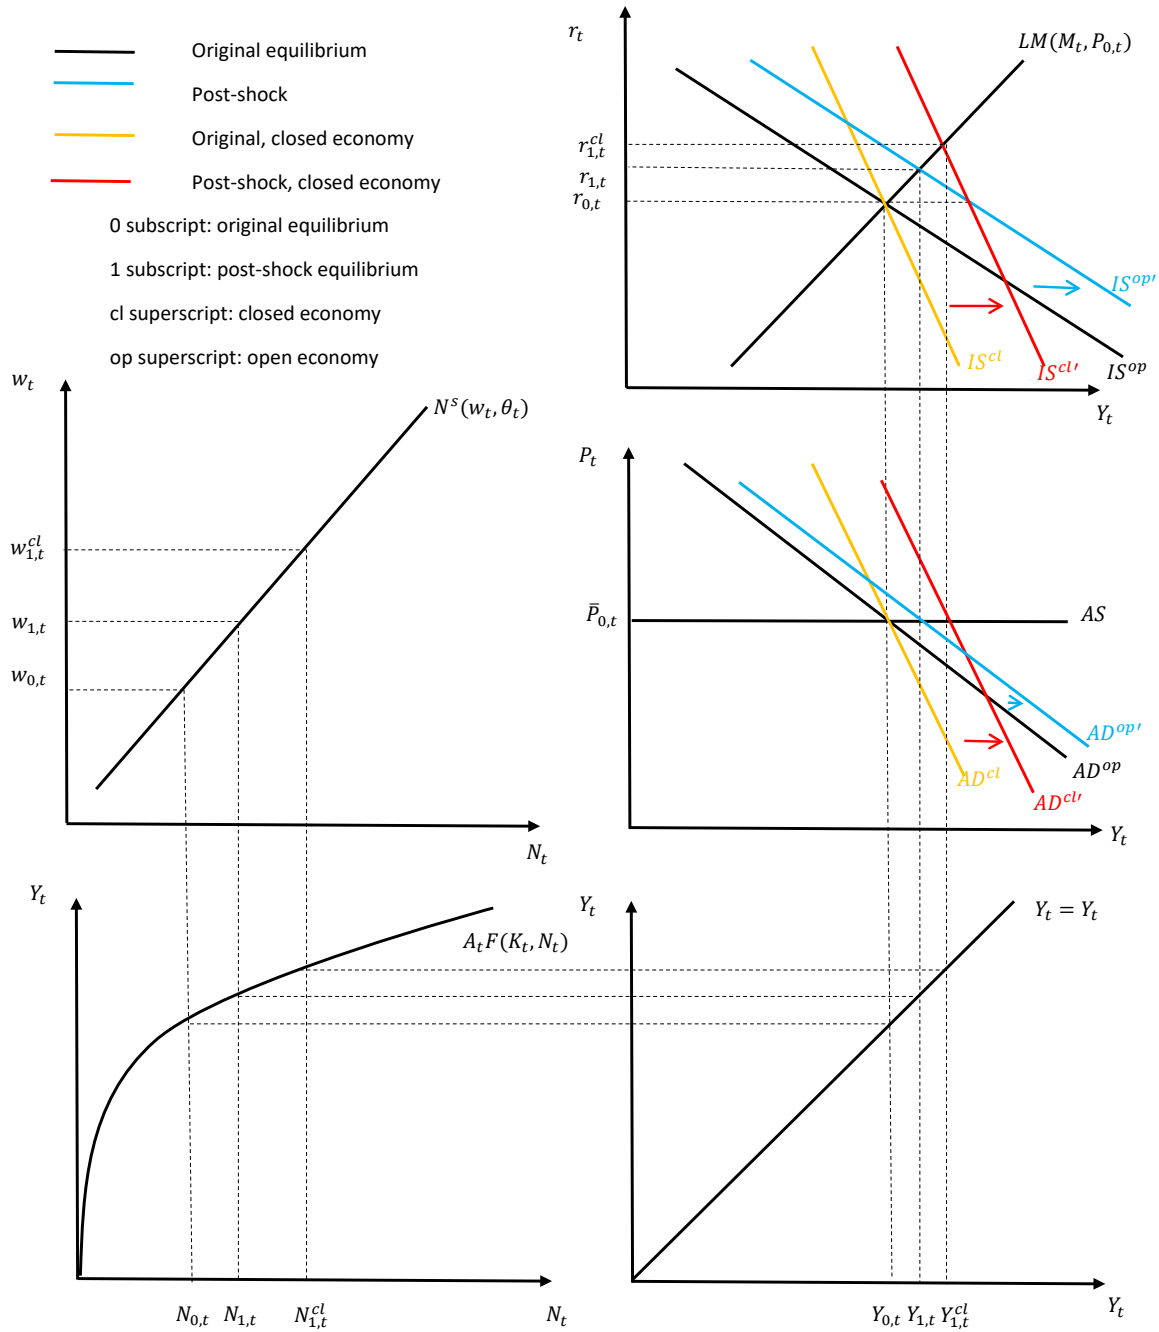 Original equilibrium
Post-shock
Original, closed economy
Post-shock, closed economy
0 subscript: original equilibrium
1 subscript: post-shock equilibrium
cl superscript: closed economy
op superscript: open economy
r_t
LM(M_t, P_{0,t})
r_{1,t}^{cl}
r_{1,t}
r_{0,t}
IS^{op′}
IS^{cl}
IS^{cl′}
IS^{op}
Y_t
w_t
N^s(w_t, θ_t)
w_{1,t}^{cl}
w_{1,t}
w_{0,t}
N_t
P_t
P̄_{0,t}
AS
AD^{op′}
AD^{op}
AD^{cl}
AD^{cl′}
Y_t
Y_t
A_tF(K_t, N_t)
N_{0,t} N_{1,t} N_{1,t}^{cl} N_t
Y_t
Y_t = Y_t
Y_{0,t} Y_{1,t} Y_{1,t}^{cl} Y_t